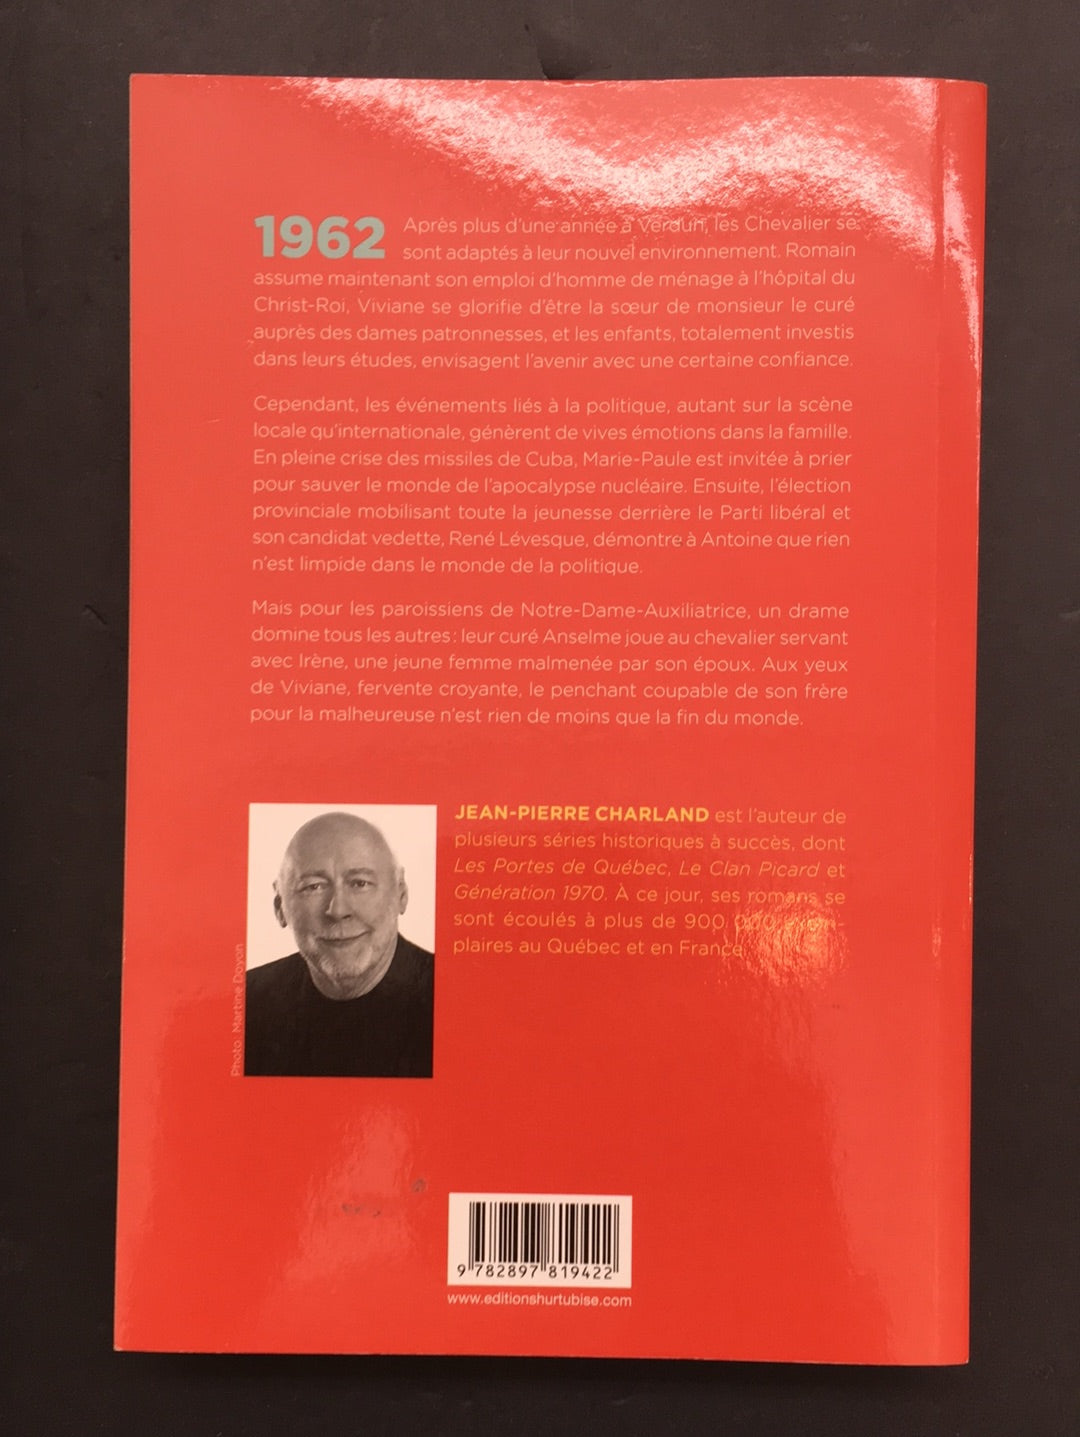 1962 Après plus d'une année à Verdun, les Chevalier se
sont adaptés à leur nouvel environnement. Romain
assume maintenant son emploi d'homme de ménage à l'hôpital du
Christ-Roi, Viviane se glorifie d'être la sœur de monsieur le curé
auprès des dames patronnesses, et les enfants, totalement investis
dans leurs études, envisagent l'avenir avec une certaine confiance.
Cependant, les événements liés à la politique, autant sur la scène
locale qu'internationale, génèrent de vives émotions dans la famille.
En pleine crise des missiles de Cuba, Marie-Paule est invitée à prier
pour sauver le monde de l'apocalypse nucléaire. Ensuite, l'élection
provinciale mobilisant toute la jeunesse derrière le Parti libéral et
son candidat vedette, René Lévesque, démontre à Antoine que rien
n'est limpide dans le monde de la politique.
Mais pour les paroissiens de Notre-Dame-Auxiliatrice, un drame
domine tous les autres : leur curé Anselme joue au chevalier servant
avec Irène, une jeune femme malmenée par son époux. Aux yeux
de Viviane, fervente croyante, le penchant coupable de son frère
pour la malheureuse n'est rien de moins que la fin du monde.
JEAN-PIERRE CHARLAND est l'auteur de
plusieurs séries historiques à succès, dont
Les Portes de Québec, Le Clan Picard et
Génération 1970. À ce jour, ses romans se
sont écoulés à plus de 900 000 exem-
plaires au Québec et en France.
Photo : Martine Doyon
9 782897 819422
www.editionshurtubise.com